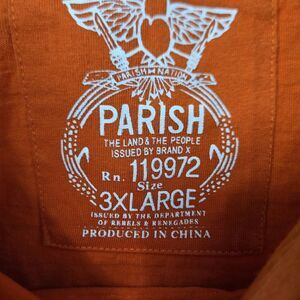 PARISH NATION
PARISH
THE LAND & THE PEOPLE
ISSUED BY BRAND X
Rn. 119972
Size
3XLARGE
ISSUED BY THE DEPARTMENT
OF REBELS & RENEGADES
PRODUCED IN CHINA